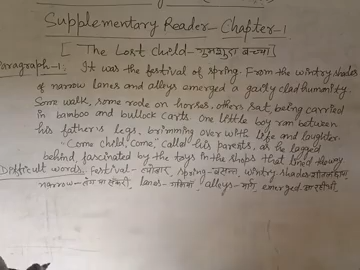 Supplementary Reader - Chapter-1
[ The Lost Child - गुमशुदा बच्चा ]
Paragraph-1: It was the festival of spring. From the wintry shades
of narrow lanes and alleys emerged a gaily clad humanity.
Some walk, some rode on horses, others sat, being carried
in bamboo and bullock carts. One little boy ran between
his father's legs, brimming over with life and laughter.
"Come child, come," called his parents, as he lagged
behind, fascinated by the toys in the shops that lined the way
Difficult words: Festival - त्योहार, spring - बसन्त, wintry shades
narrow - तंग या संकरी, lanes - गलियां, alleys - मार्ग, emerged